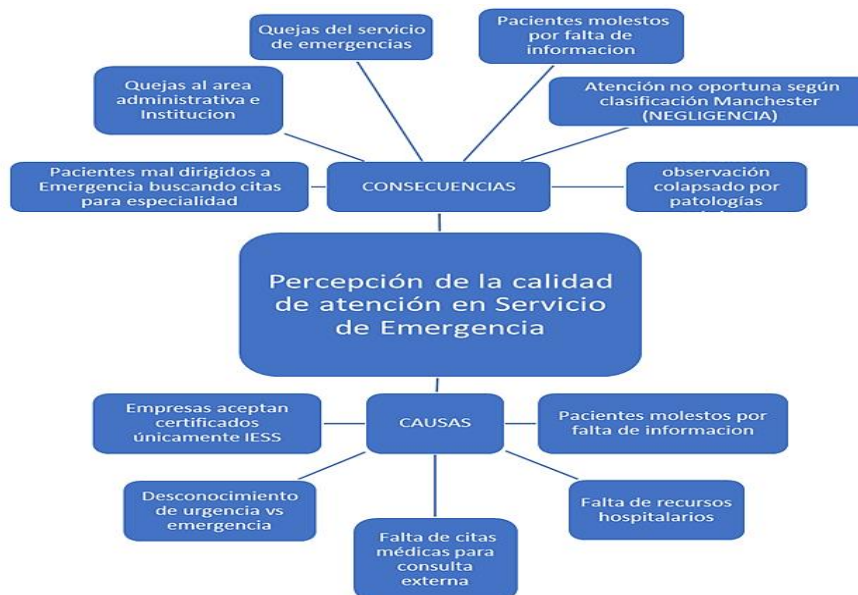 Quejas del servicio
de emergencias
Pacientes molestos
por falta de
informacion
Quejas al area
administrativa e
Institucion
Atención no oportuna según
clasificación Manchester
(NEGLIGENCIA)
Pacientes mal dirigidos a
Emergencia buscando citas
para especialidad
CONSECUENCIAS
observación
colapsado por
patologías
Percepción de la calidad
de atención en Servicio
de Emergencia
Empresas aceptan
certificados
únicamente IESS
CAUSAS
Pacientes molestos por
falta de informacion
Desconocimiento
de urgencia vs
emergencia
Falta de citas
médicas para
consulta
externa
Falta de recursos
hospitalarios